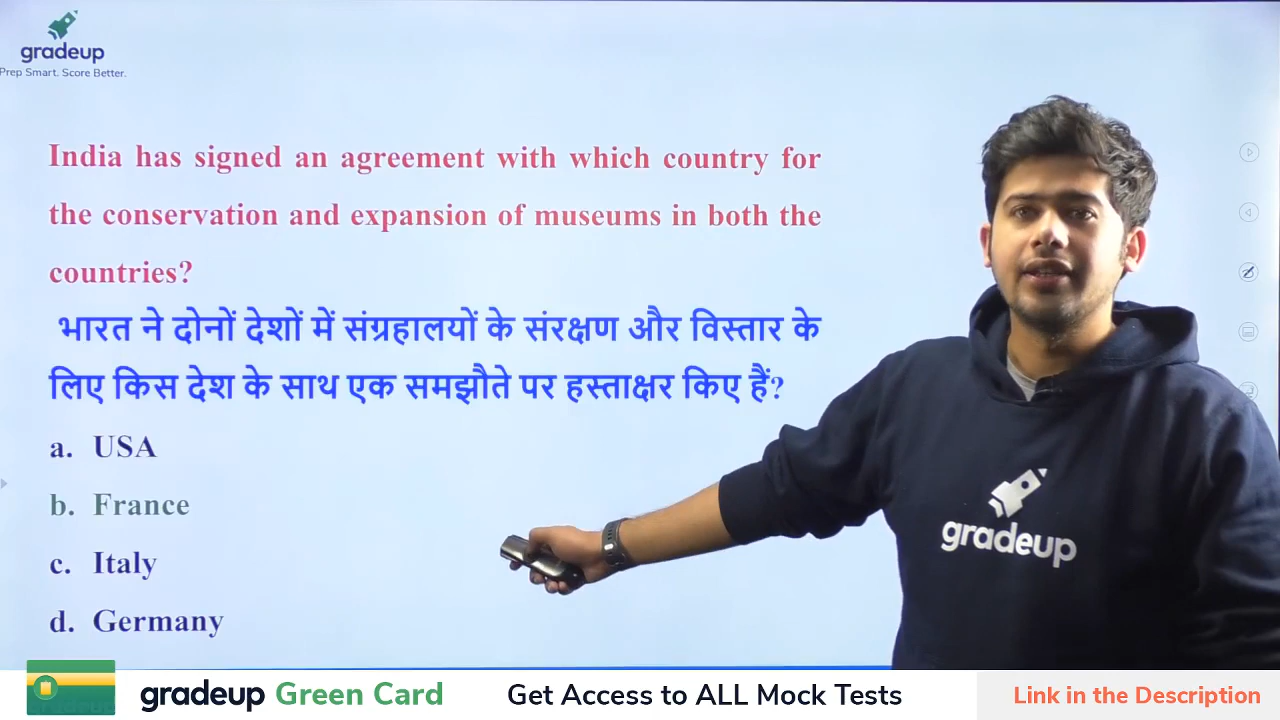 gradeup
Prep Smart. Score Better.
India has signed an agreement with which country for
the conservation and expansion of museums in both the
countries?
भारत ने दोनों देशों में संग्रहालयों के संरक्षण और विस्तार के
लिए किस देश के साथ एक समझौते पर हस्ताक्षर किए हैं?
a. USA
b. France
c. Italy
d. Germany
gradeup
gradeup Green Card Get Access to ALL Mock Tests Link in the Description